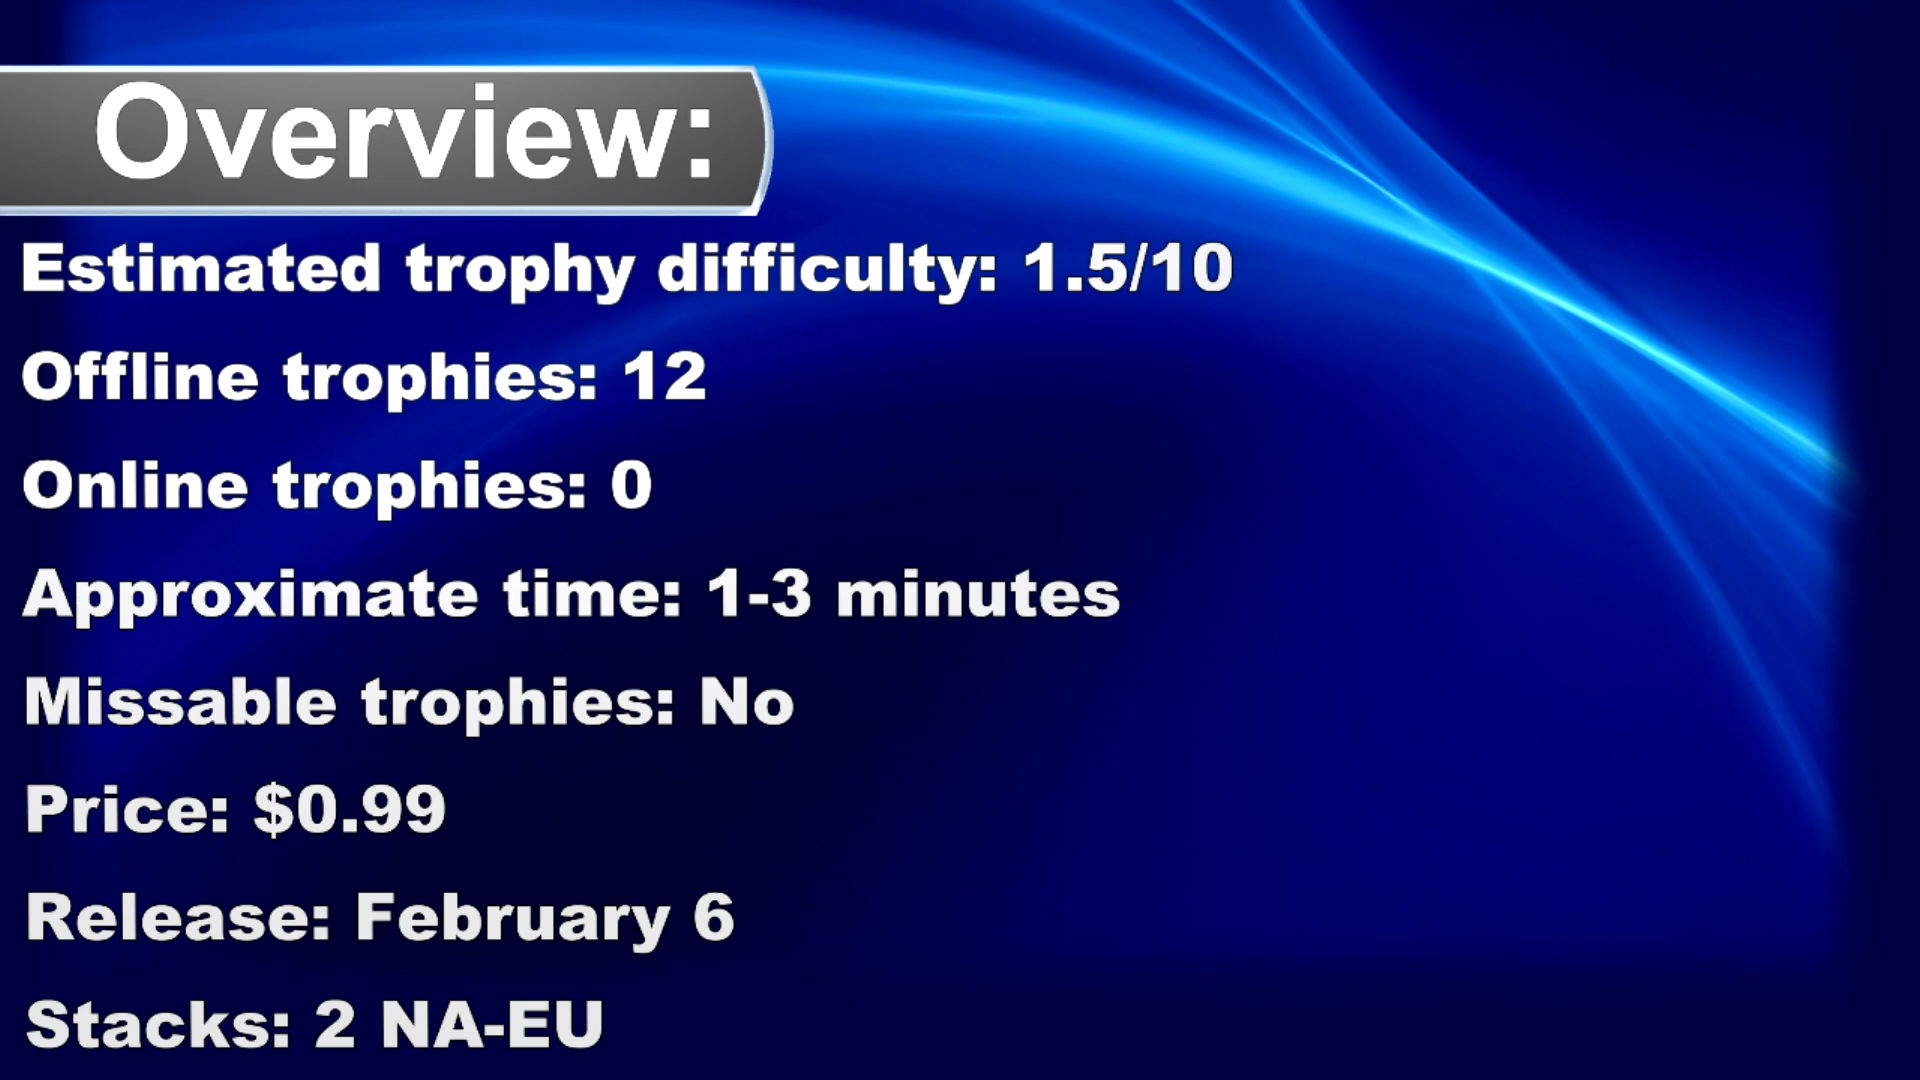 Overview:
Estimated trophy difficulty: 1.5/10
Offline trophies: 12
Online trophies: 0
Approximate time: 1-3 minutes
Missable trophies: No
Price: $0.99
Release: February 6
Stacks: 2 NA-EU